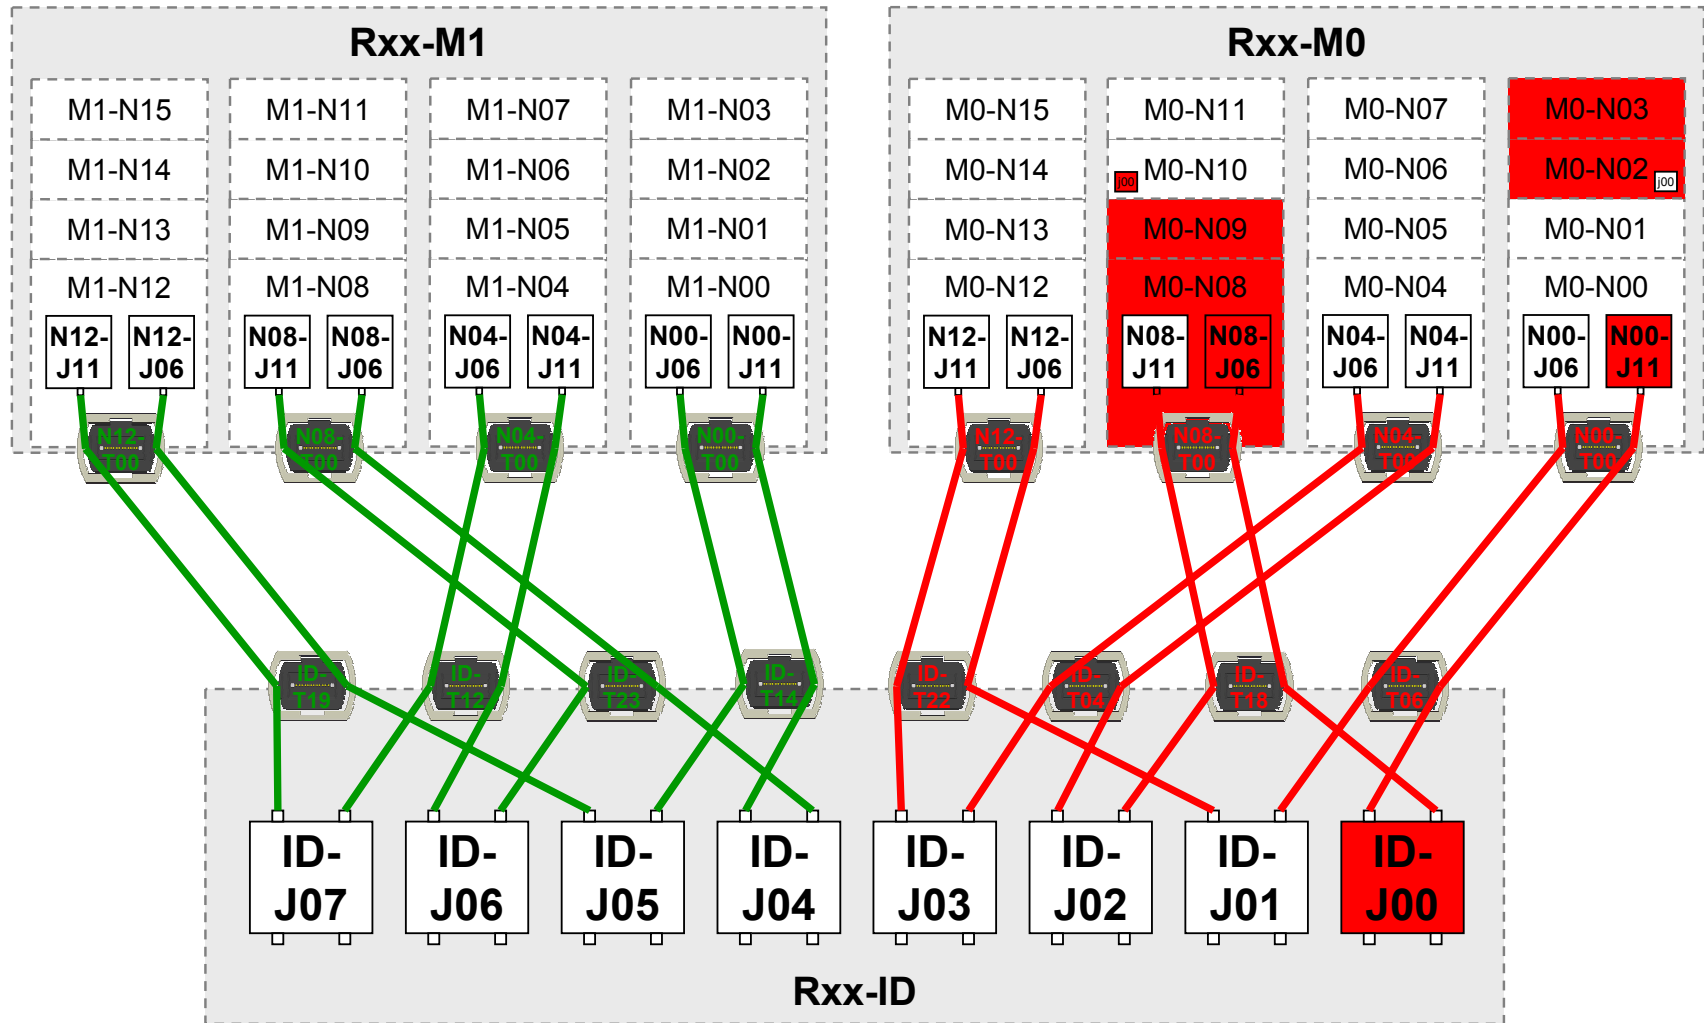 Rxx-M1
Rxx-M0
M1-N15
M1-N11
M1-N07
M1-N03
M0-N15
M0-N11
M0-N07
M0-N03
M1-N14
M1-N10
M1-N06
M1-N02
M0-N14
j00
M0-N10
M0-N06
M0-N02
j00
M1-N13
M1-N09
M1-N05
M1-N01
M0-N13
M0-N09
M0-N05
M0-N01
M1-N12
M1-N08
M1-N04
M1-N00
M0-N12
M0-N08
M0-N04
M0-N00
N12-
J11
N12-
J06
N08-
J11
N08-
J06
N04-
J06
N04-
J11
N00-
J06
N00-
J11
N12-
J11
N12-
J06
N08-
J11
N08-
J06
N04-
J06
N04-
J11
N00-
J06
N00-
J11
N12-
T00
N08-
T00
N04-
T00
N00-
T00
N12-
T00
N08-
T00
N04-
T00
N00-
T00
ID-
T19
ID-
T12
ID-
T23
ID-
T14
ID-
T22
ID-
T04
ID-
T18
ID-
T06
ID-
J07
ID-
J06
ID-
J05
ID-
J04
ID-
J03
ID-
J02
ID-
J01
ID-
J00
Rxx-ID